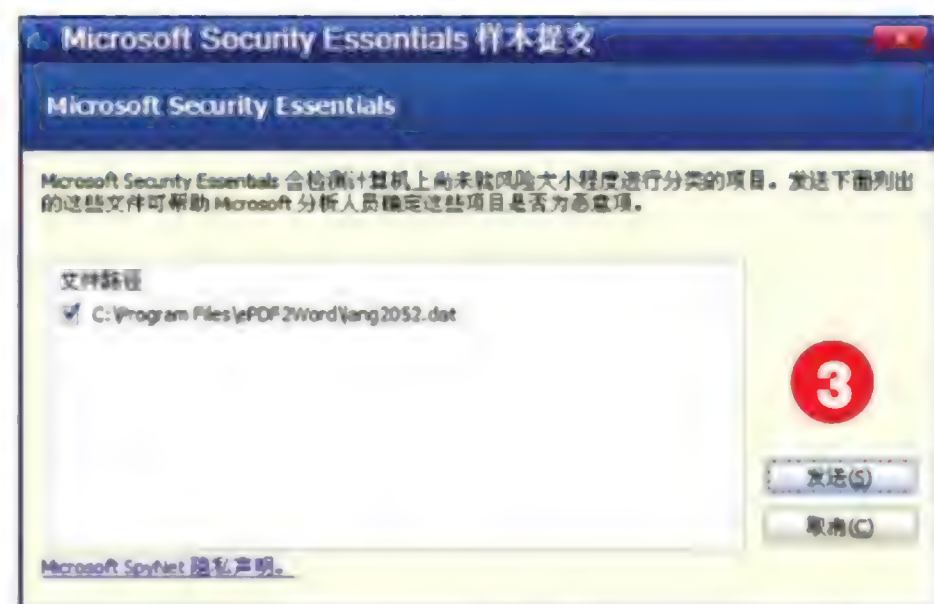 Microsoft Security Essentials 样本提交
Microsoft Security Essentials
Microsoft Security Essentials 会检测计算机上尚未就风险大小程度进行分类的项目。发送下面列出
的这些文件可帮助 Microsoft 分析人员确定这些项目是否为恶意项。
文件路径
C:\Program Files\ePDF2Word\lang2052.dat
3
发送(S)
取消(C)
Microsoft SpyNet 隐私声明。